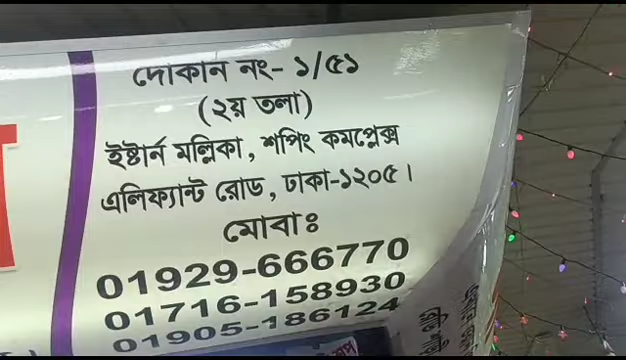 দোকান নং- ১/৫১
(২য় তলা)
ইষ্টার্ন মল্লিকা, শপিং কমপ্লেক্স
এলিফ্যান্ট রোড, ঢাকা-১২০৫।
মোবাঃ
01929-666770
01716-158930
01905-186124